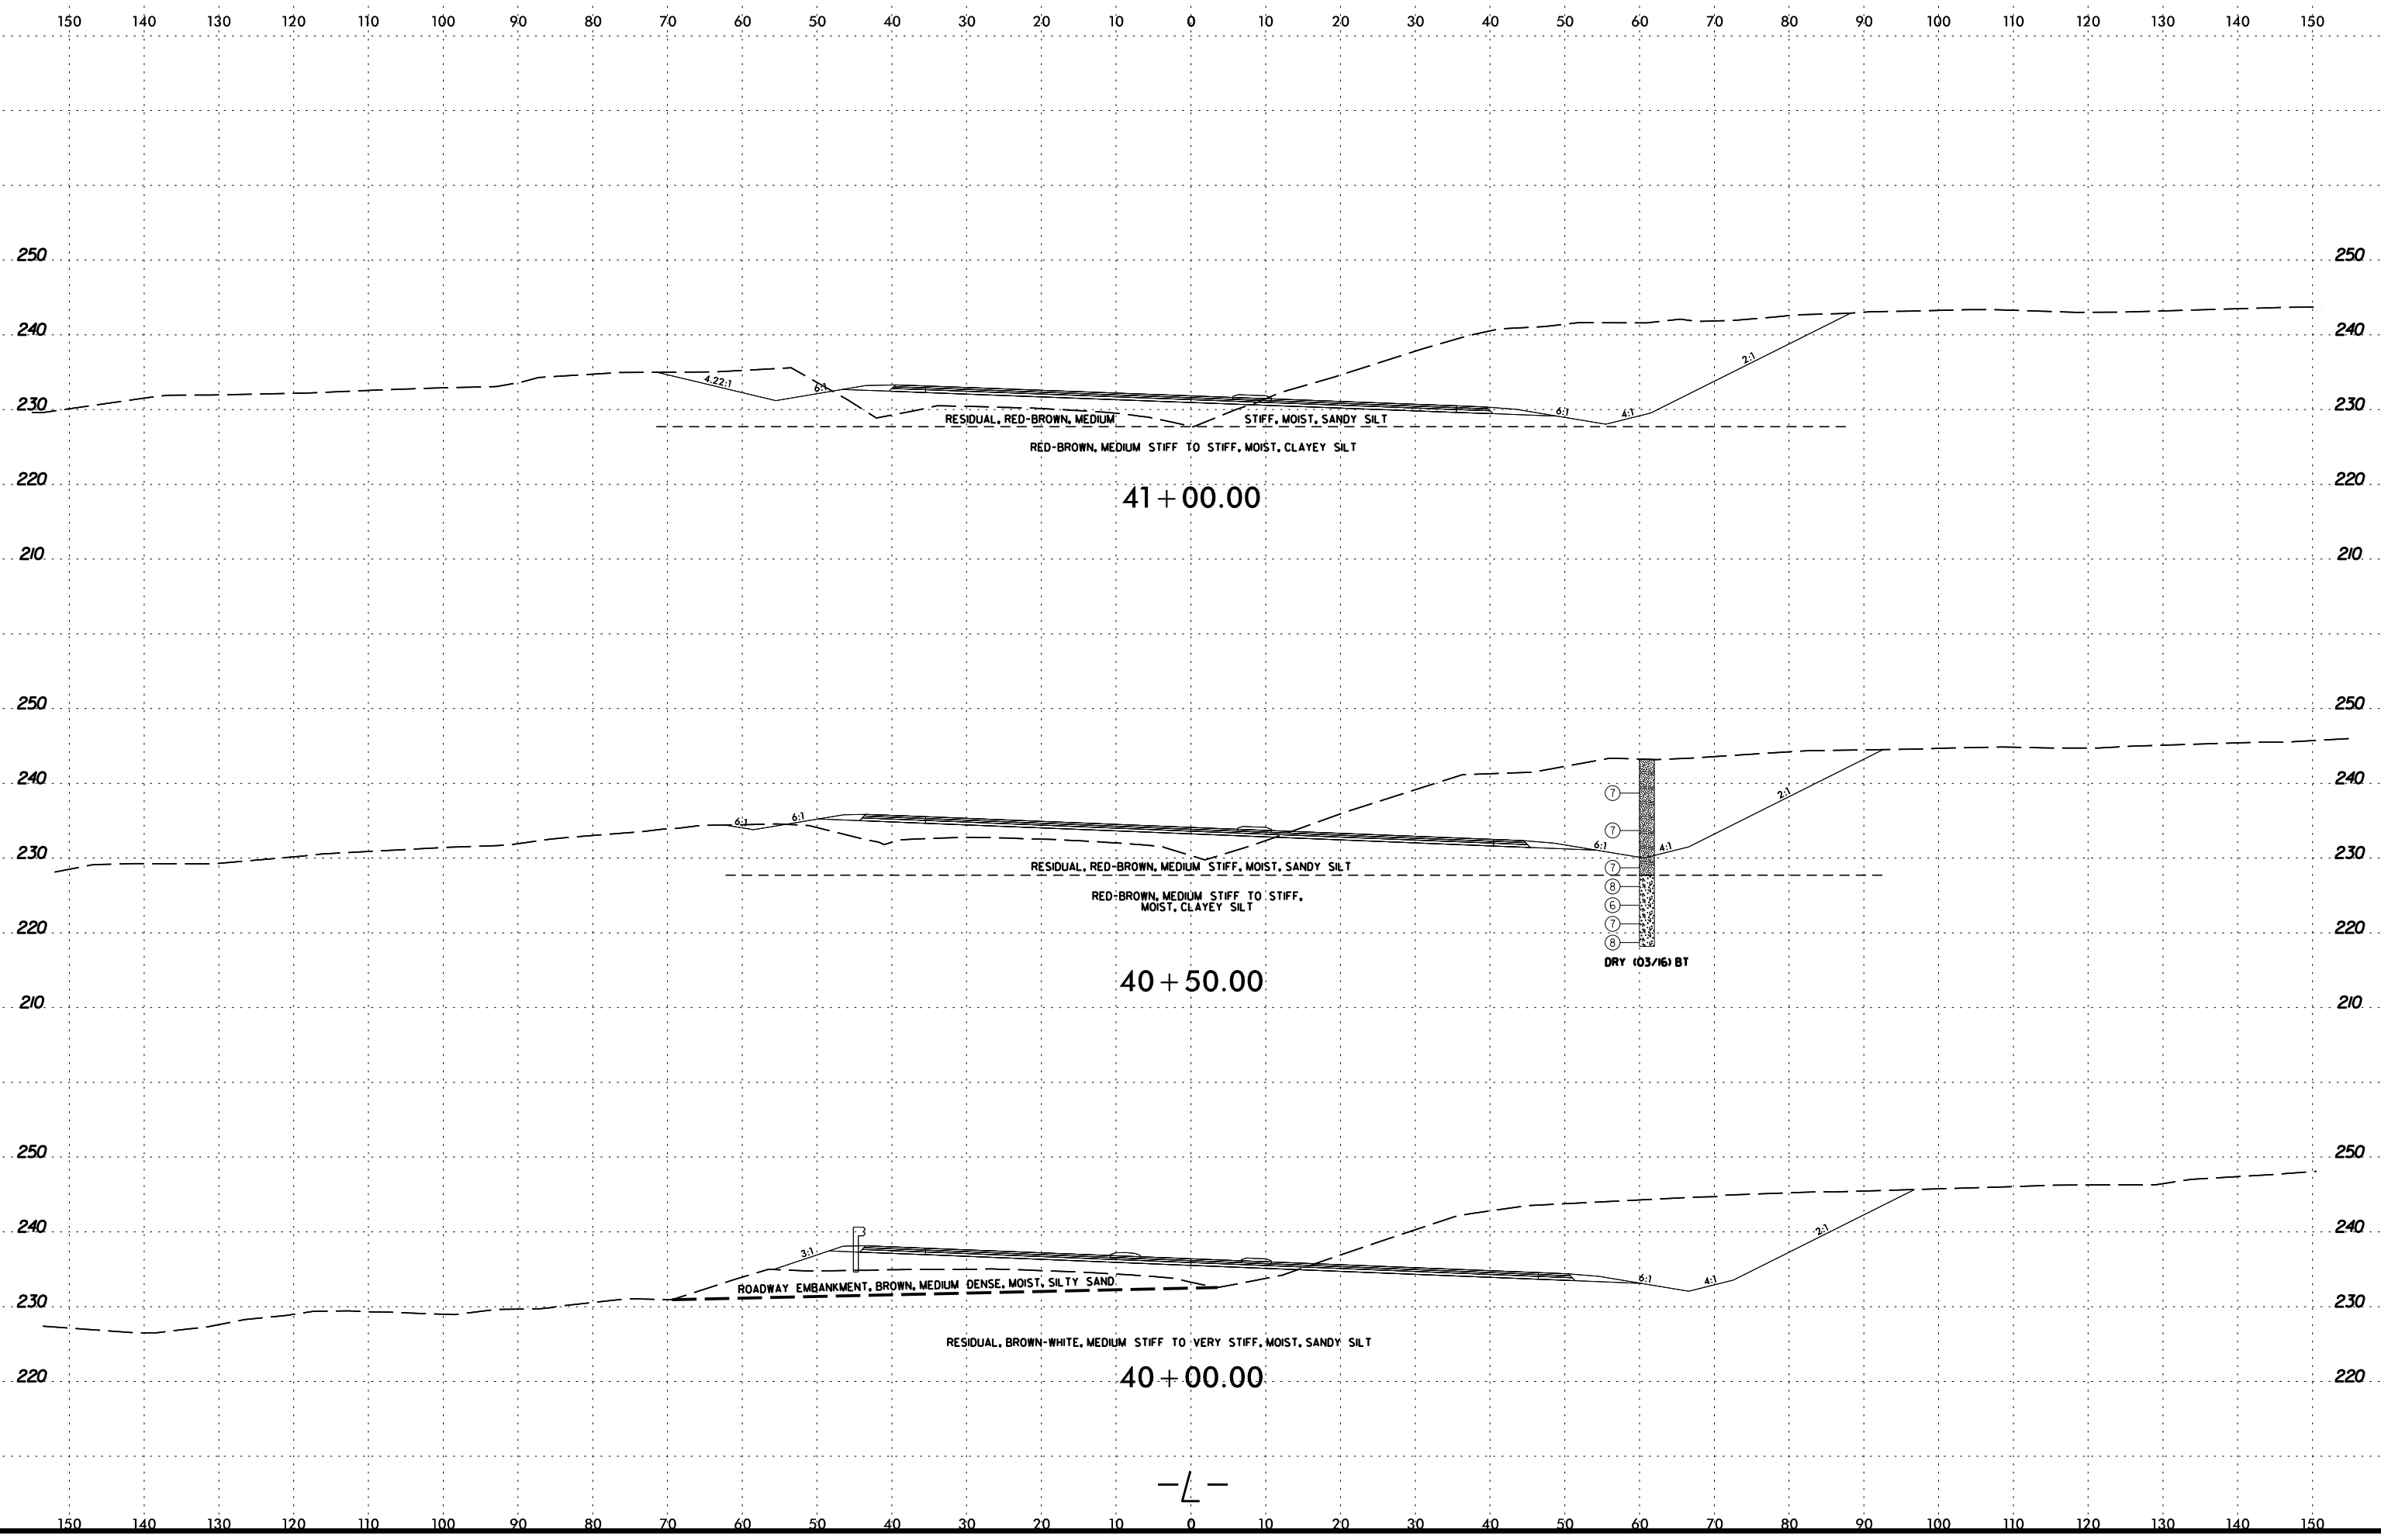 150 140 130 120 110 100 90 80 70 60 50 40 30 20 10 0 10 20 30 40 50 60 70 80 90 100 110 120 130 140 150
250 250
240 240
2:1
4.22:1 6:1
230 6:1 4:1 230
RESIDUAL, RED-BROWN, MEDIUM STIFF, MOIST, SANDY SILT
RED-BROWN, MEDIUM STIFF TO STIFF, MOIST, CLAYEY SILT
220 220
41+00.00
210 210
250 250
240 240
7 2:1
6:1 6:1
7
230 6:1 4:1 230
RESIDUAL, RED-BROWN, MEDIUM STIFF, MOIST, SANDY SILT 7
8
RED-BROWN, MEDIUM STIFF TO STIFF,
MOIST, CLAYEY SILT 6
220 7 220
8
DRY (03/16) BT
40+50.00
210 210
250 250
240 2:1 240
3:1
6:1 4:1
ROADWAY EMBANKMENT, BROWN, MEDIUM DENSE, MOIST, SILTY SAND
230 230
RESIDUAL, BROWN-WHITE, MEDIUM STIFF TO VERY STIFF, MOIST, SANDY SILT
220 40+00.00 220
-L-
150 140 130 120 110 100 90 80 70 60 50 40 30 20 10 0 10 20 30 40 50 60 70 80 90 100 110 120 130 140 150